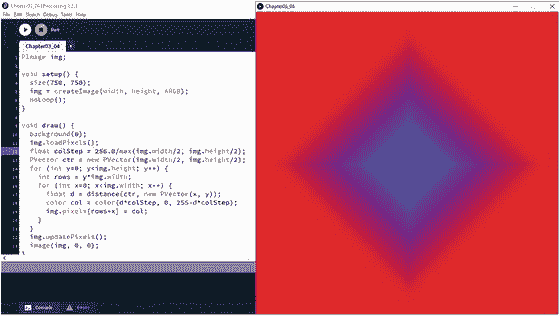 Chapter03_04 | Processing 3.2.1
File Edit Sketch Debug Tools Help
Chapter03_04
PImage img;
void setup() {
size(750, 750);
img = createImage(width, height, ARGB);
noLoop();
}
void draw() {
background(0);
img.loadPixels();
float colStep = 256.0/max(img.width/2, img.height/2);
PVector ctr = new PVector(img.width/2, img.height/2);
for (int y=0; y<img.height; y++) {
int rows = y*img.width;
for (int x=0; x<img.width; x++) {
float d = distance(ctr, new PVector(x, y));
color col = color(d*colStep, 0, 255-d*colStep);
img.pixels[rows+x] = col;
}
}
img.updatePixels();
image(img, 0, 0);
Console
Errors
Chapter03_04